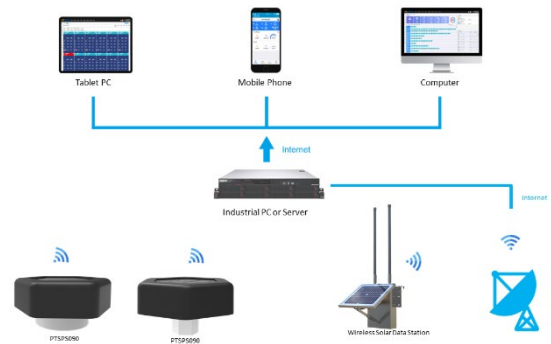 Tablet PC
Mobile Phone
Computer
Internet
Industrial PC or Server
Internet
Wireless Solar Data Station
PTSPS090
PTSPS090